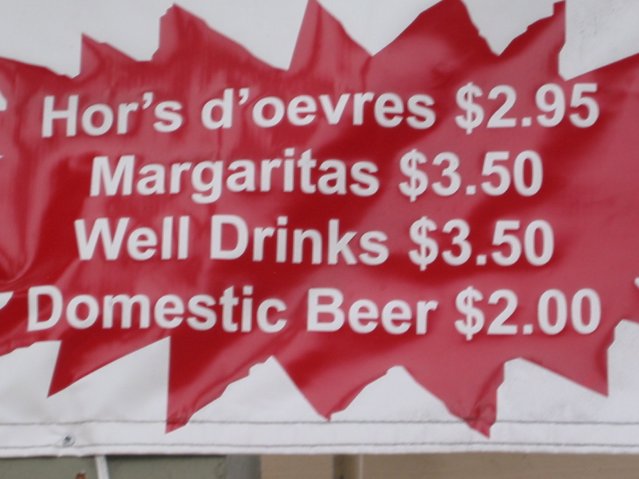 Hor's d'oevres $2.95
Margaritas $3.50
Well Drinks $3.50
Domestic Beer $2.00